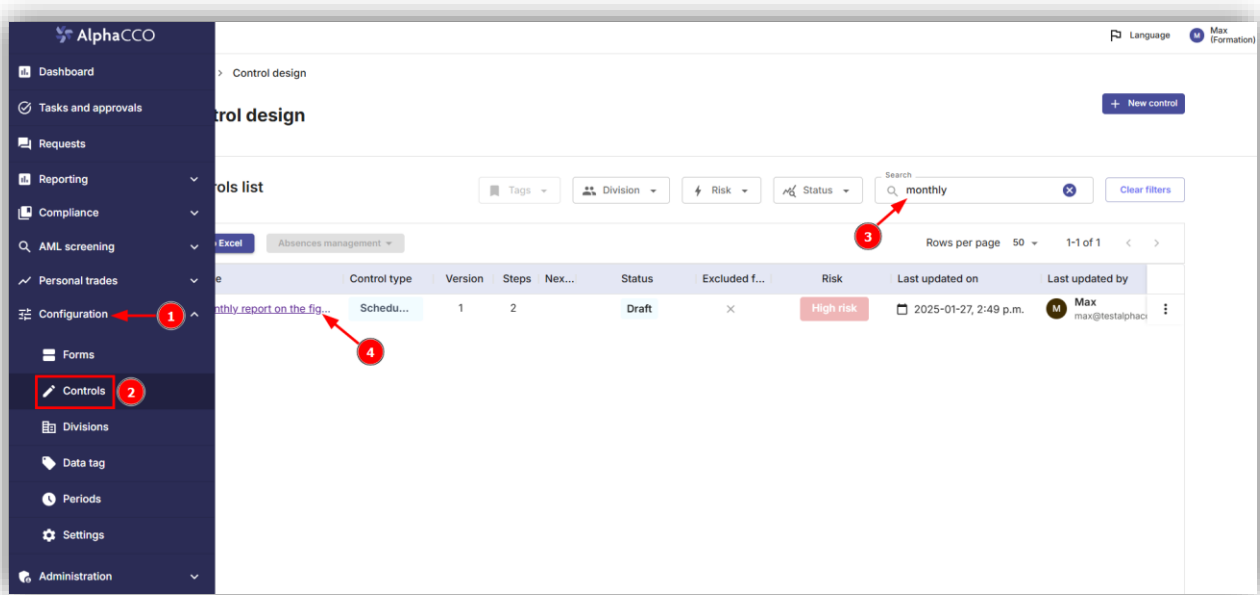 AlphaCCO
Language
Max
(Formation)
M
Dashboard
> Control design
Tasks and approvals
trol design
+ New control
Requests
Reporting
rols list
Tags
Division
Risk
Status
Search
monthly
Clear filters
Compliance
3
AML screening
Excel
Absences management
Rows per page 50
1-1 of 1
Personal trades
e
Control type
Version
Steps
Nex...
Status
Excluded f...
Risk
Last updated on
Last updated by
Configuration
1
nthly report on the fig...
Schedu...
1
2
Draft
High risk
2025-01-27, 2:49 p.m.
M
Max
max@testalphac
Forms
4
Controls
2
Divisions
Data tag
Periods
Settings
Administration